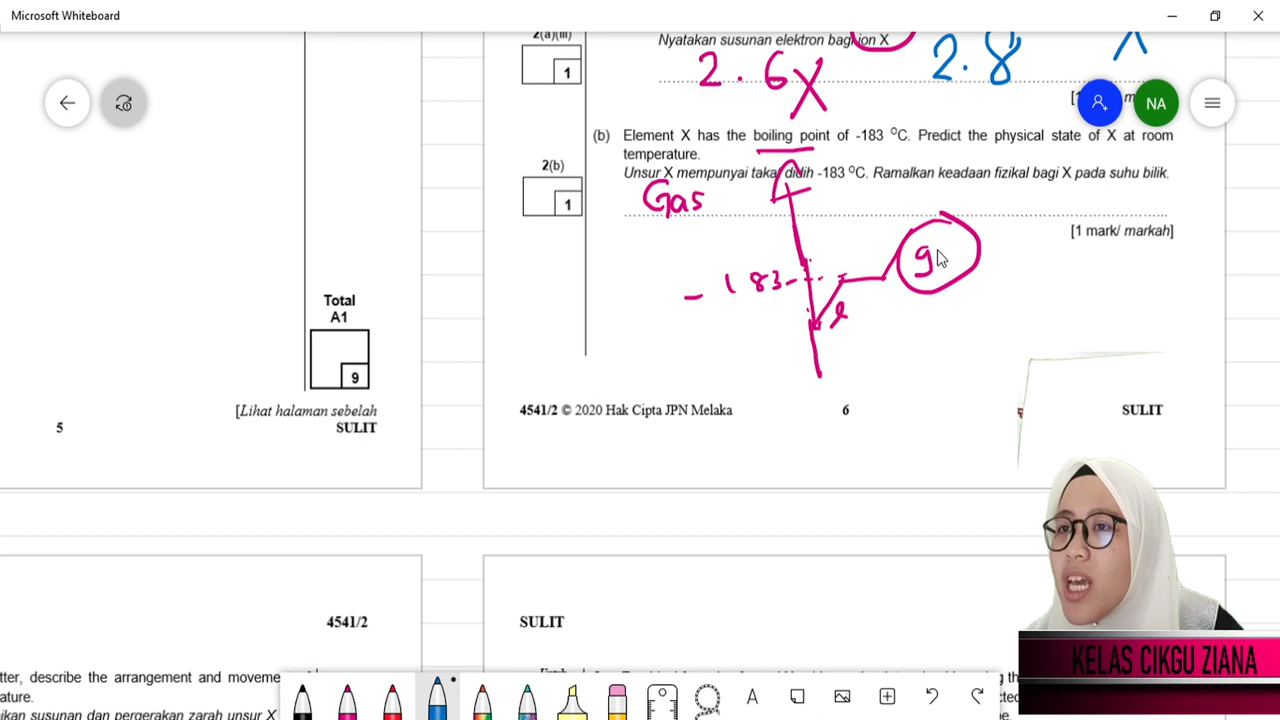 Microsoft Whiteboard
2(a)(iii)
1
Nyatakan susunan elektron bagi ion X
2.6 X
2.8
X
NA
(b) Element X has the boiling point of -183 °C. Predict the physical state of X at room
temperature.
2(b)
1
Unsur X mempunyai takat didih -183 °C. Ramalkan keadaan fizikal bagi X pada suhu bilik.
Gas
[1 mark/ markah]
- 183
g
l
Total
A1
9
[Lihat halaman sebelah
5
SULIT
4541/2 © 2020 Hak Cipta JPN Melaka
6
SULIT
4541/2
SULIT
tter, describe the arrangement and moveme
ature.
ikan susunan dan pergerakan zarah unsur X
KELAS CIKGU ZIANA